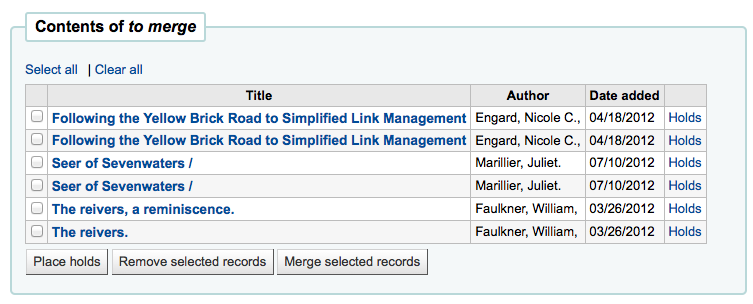 Contents of to merge
Select all | Clear all
Title Author Date added
Following the Yellow Brick Road to Simplified Link Management Engard, Nicole C., 04/18/2012 Holds
Following the Yellow Brick Road to Simplified Link Management Engard, Nicole C., 04/18/2012 Holds
Seer of Sevenwaters / Marillier, Juliet. 07/10/2012 Holds
Seer of Sevenwaters / Marillier, Juliet. 07/10/2012 Holds
The reivers, a reminiscence. Faulkner, William, 03/26/2012 Holds
The reivers. Faulkner, William, 03/26/2012 Holds
Place holds Remove selected records Merge selected records